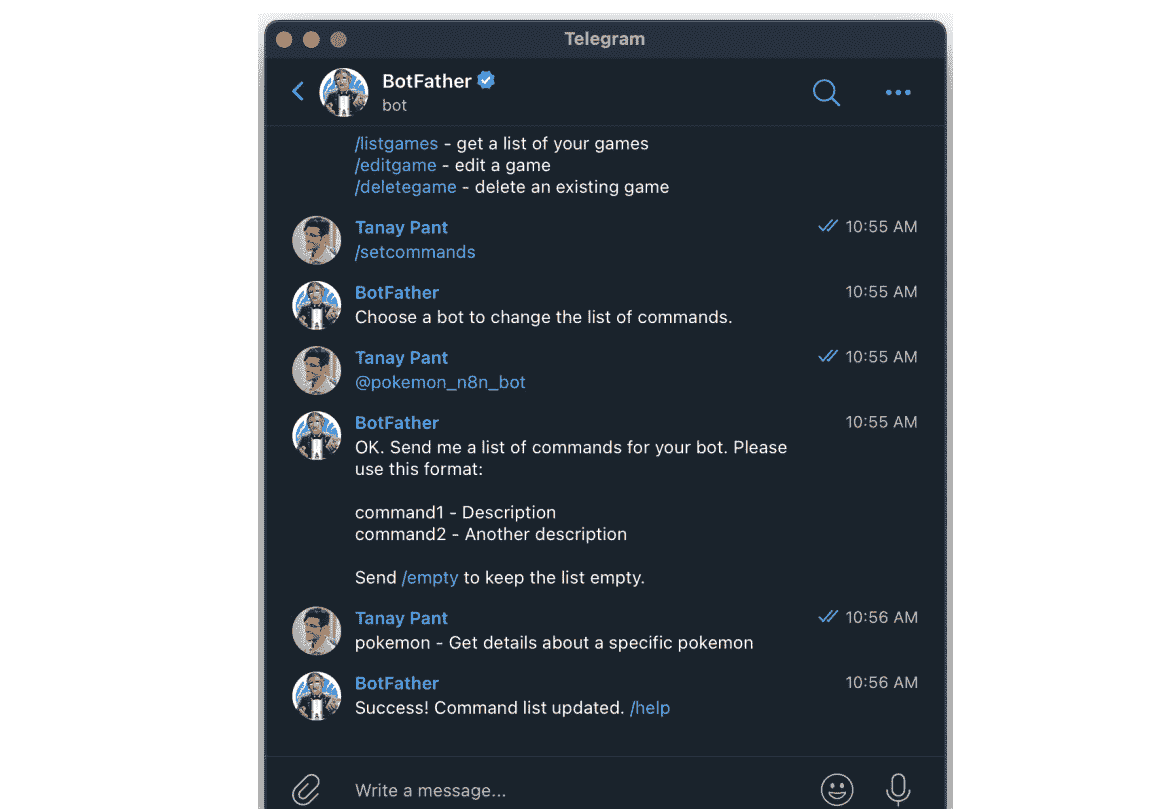 Telegram
BotFather
bot
/listgames - get a list of your games
/editgame - edit a game
/deletegame - delete an existing game
Tanay Pant 10:55 AM
/setcommands
BotFather 10:55 AM
Choose a bot to change the list of commands.
Tanay Pant 10:55 AM
@pokemon_n8n_bot
BotFather 10:55 AM
OK. Send me a list of commands for your bot. Please
use this format:
command1 - Description
command2 - Another description
Send /empty to keep the list empty.
Tanay Pant 10:56 AM
pokemon - Get details about a specific pokemon
BotFather 10:56 AM
Success! Command list updated. /help
Write a message...